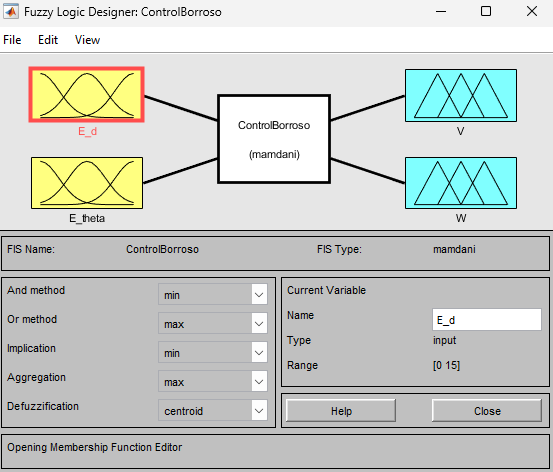 Fuzzy Logic Designer: ControlBorroso
File Edit View
E_d
E_theta
ControlBorroso
(mamdani)
V
W
FIS Name: ControlBorroso FIS Type: mamdani
And method min
Or method max
Implication min
Aggregation max
Defuzzification centroid
Current Variable
Name E_d
Type input
Range [0 15]
Help Close
Opening Membership Function Editor